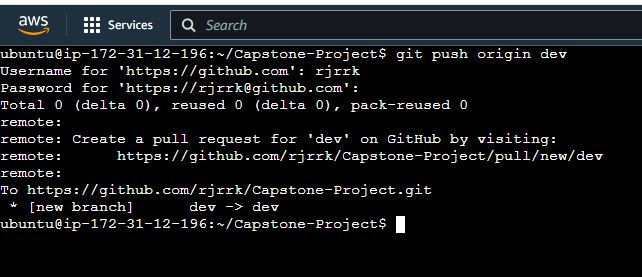 aws Services Search
ubuntu@ip-172-31-12-196:~/Capstone-Project$ git push origin dev
Username for 'https://github.com': rjrrk
Password for 'https://rjrrk@github.com':
Total 0 (delta 0), reused 0 (delta 0), pack-reused 0
remote:
remote: Create a pull request for 'dev' on GitHub by visiting:
remote:      https://github.com/rjrrk/Capstone-Project/pull/new/dev
remote:
To https://github.com/rjrrk/Capstone-Project.git
 * [new branch]      dev -> dev
ubuntu@ip-172-31-12-196:~/Capstone-Project$